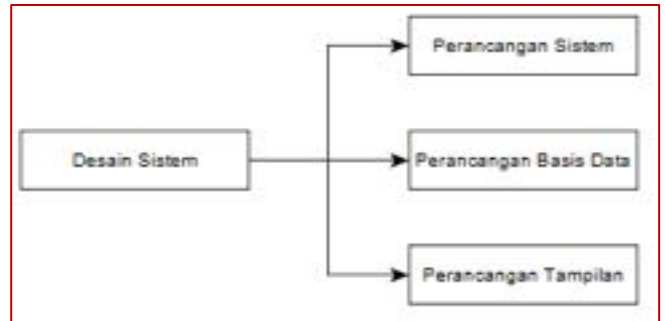 Perancangan Sistem
Desain Sistem
Perancangan Basis Data
Perancangan Tampilan